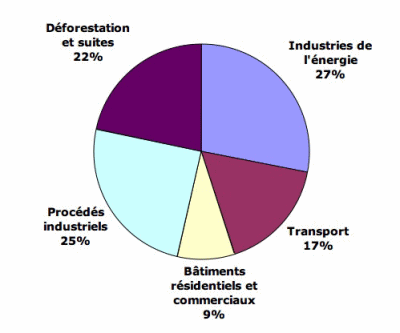 Déforestation
et suites
22%
Industries de
l'énergie
27%
Procédés
industriels
25%
Transport
17%
Bâtiments
résidentiels et
commerciaux
9%